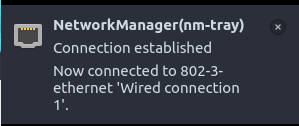 NetworkManager(nm-tray)
Connection established
Now connected to 802-3-
ethernet 'Wired connection
1'.